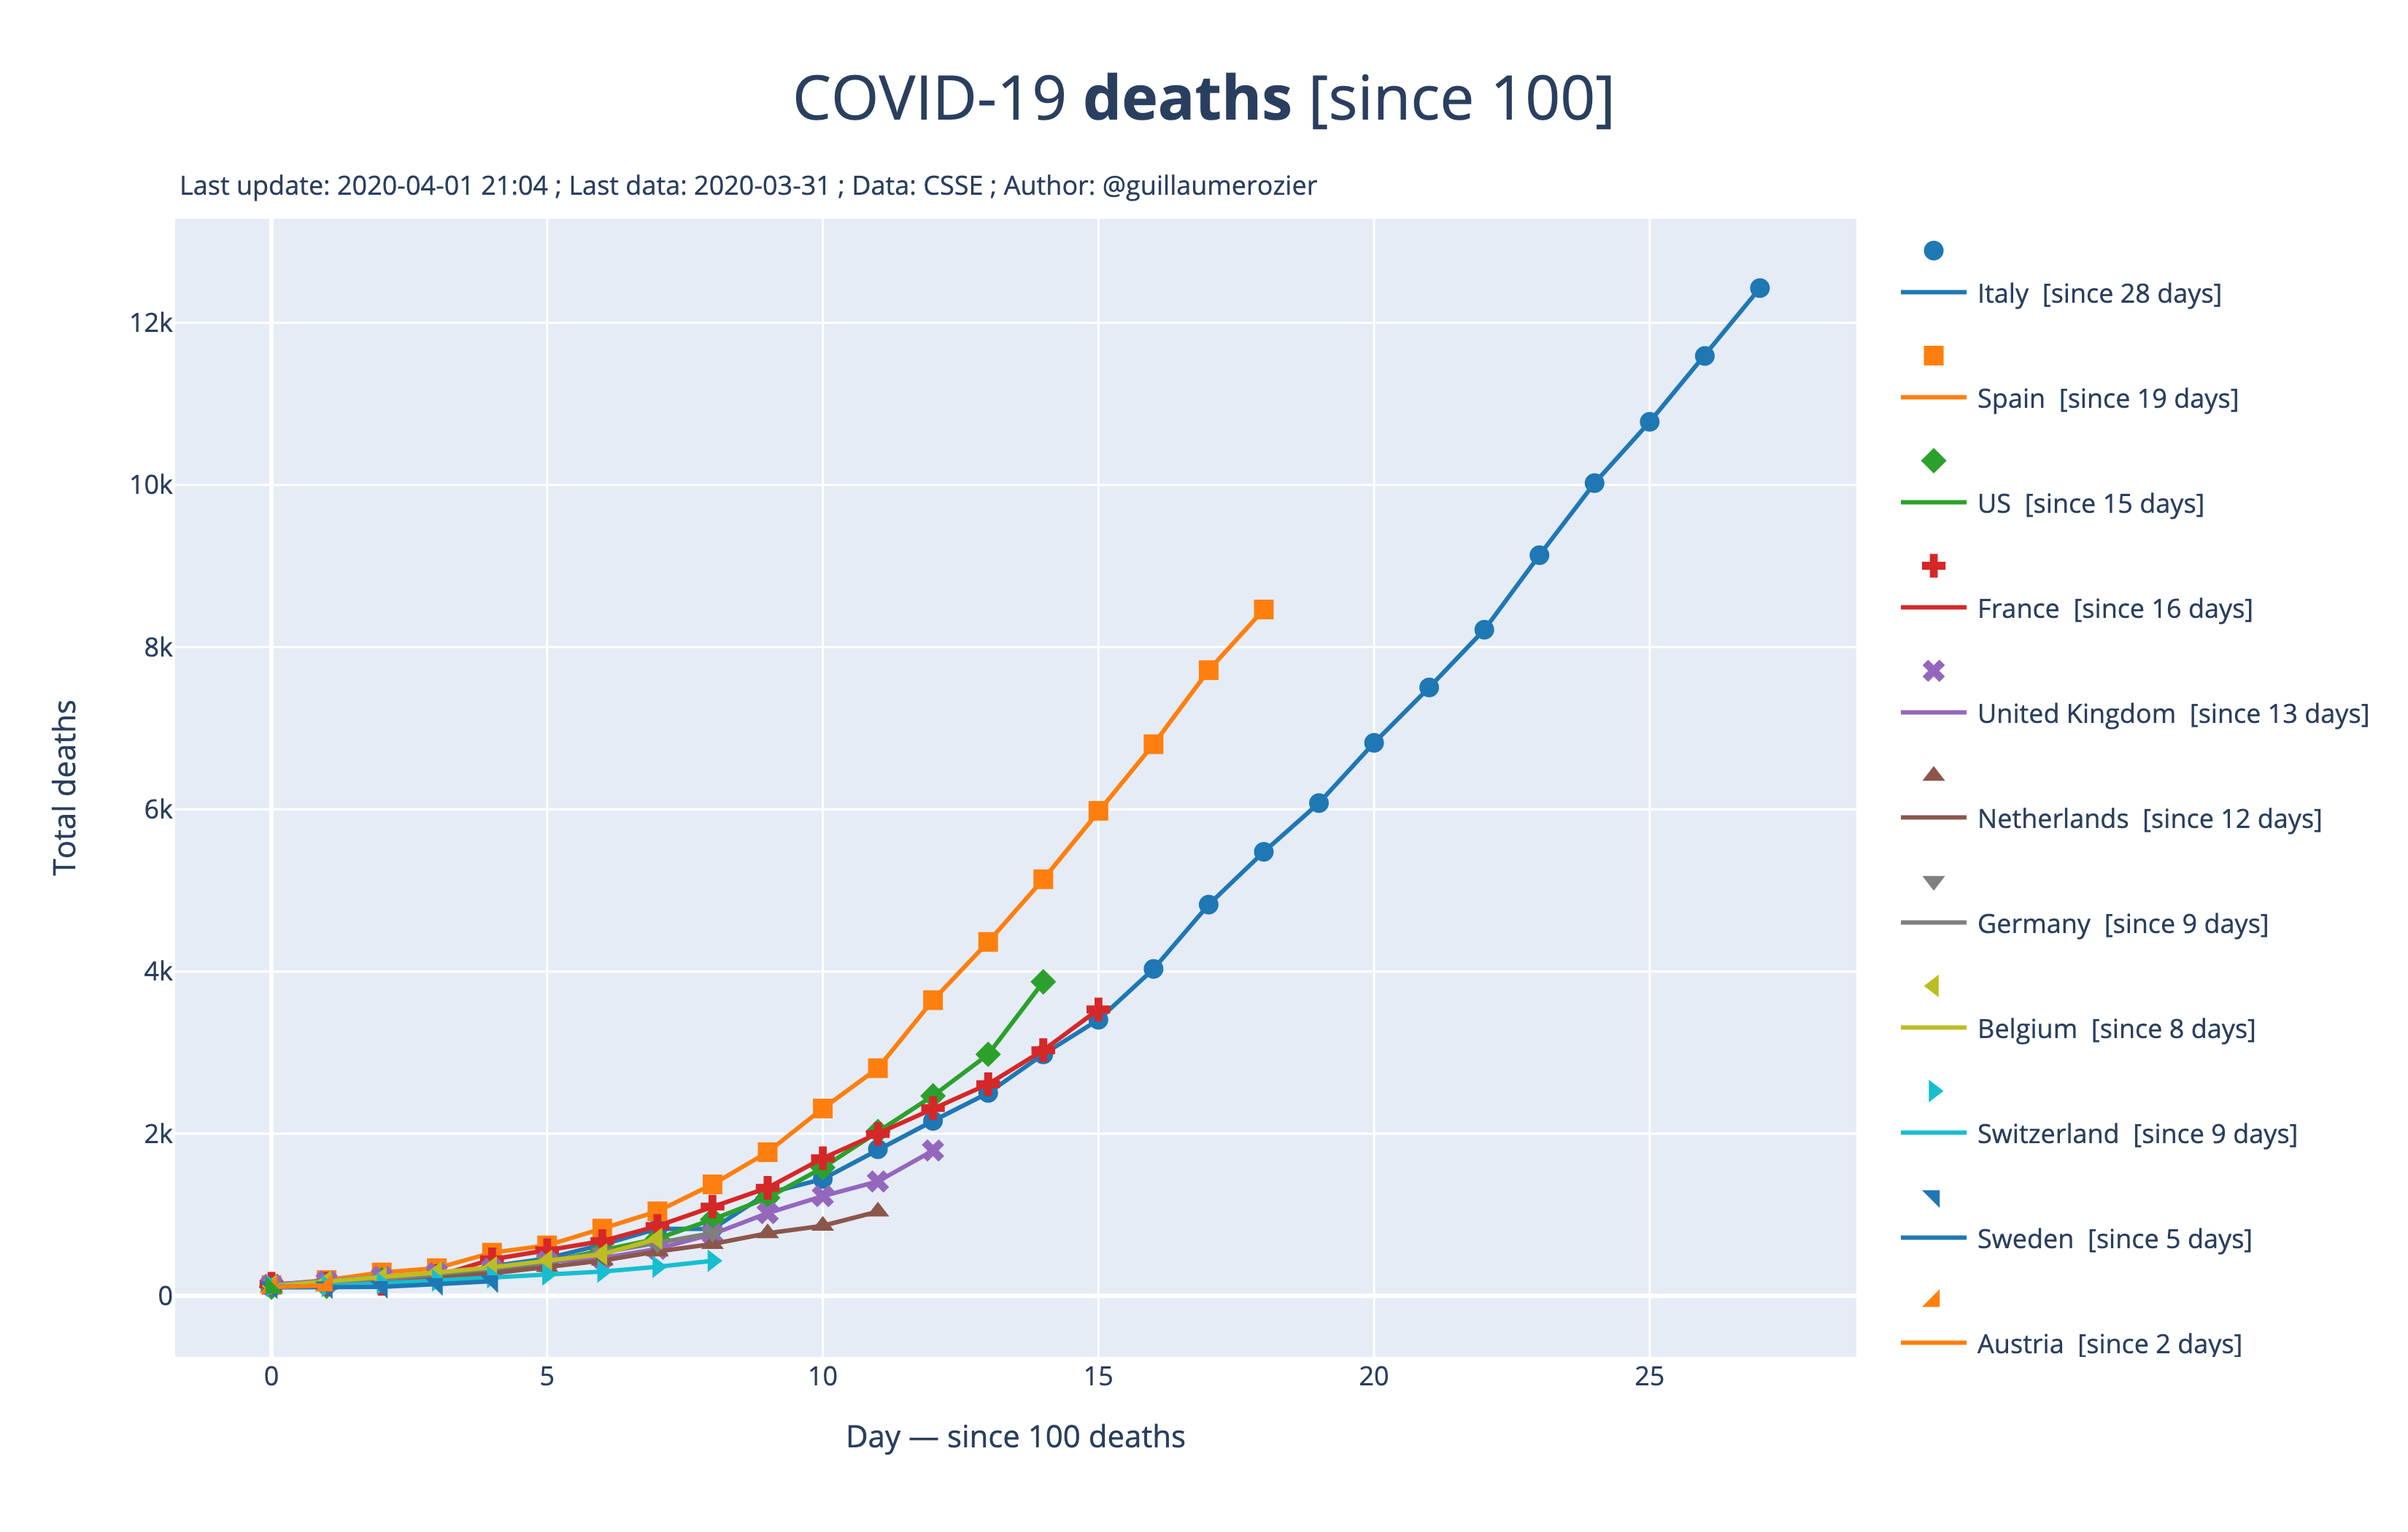 COVID-19 deaths [since 100]
Last update: 2020-04-01 21:04 ; Last data: 2020-03-31 ; Data: CSSE ; Author: @guillaumerozier
Total deaths
12k
10k
8k
6k
4k
2k
0
0 5 10 15 20 25
Day — since 100 deaths
Italy [since 28 days]
Spain [since 19 days]
US [since 15 days]
France [since 16 days]
United Kingdom [since 13 days]
Netherlands [since 12 days]
Germany [since 9 days]
Belgium [since 8 days]
Switzerland [since 9 days]
Sweden [since 5 days]
Austria [since 2 days]